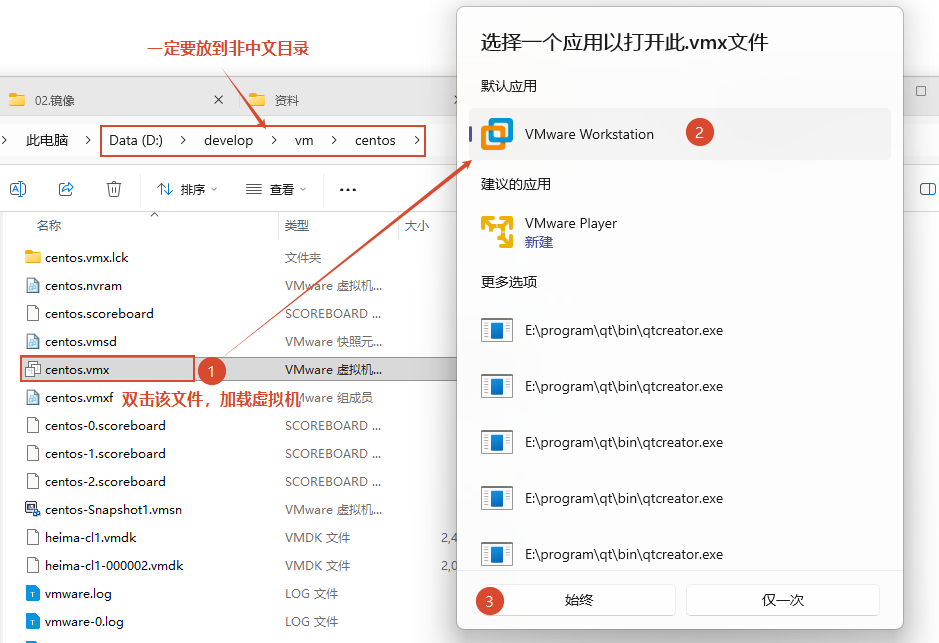 一定要放到非中文目录
02.镜像
资料
此电脑 Data (D:) develop vm centos
排序 查看
名称 类型 大小
centos.vmx.lck 文件夹
centos.nvram VMware 虚拟机...
centos.scoreboard SCOREBOARD ...
centos.vmsd VMware 快照元...
centos.vmx 1 VMware 虚拟机...
centos.vmxf VMware 组成员
双击该文件，加载虚拟机
centos-0.scoreboard SCOREBOARD ...
centos-1.scoreboard SCOREBOARD ...
centos-2.scoreboard SCOREBOARD ...
centos-Snapshot1.vmsn VMware 虚拟机...
heima-cl1.vmdk VMDK 文件 2,4
heima-cl1-000002.vmdk VMDK 文件 2,0
vmware.log LOG 文件
vmware-0.log LOG 文件
选择一个应用以打开此.vmx文件
默认应用
VMware Workstation 2
建议的应用
VMware Player
新建
更多选项
E:\program\qt\bin\qtcreator.exe
E:\program\qt\bin\qtcreator.exe
E:\program\qt\bin\qtcreator.exe
E:\program\qt\bin\qtcreator.exe
E:\program\qt\bin\qtcreator.exe
3 始终 仅一次